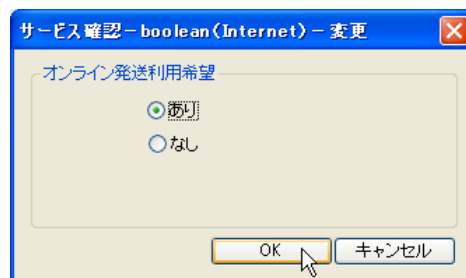 サービス確認－boolean(Internet)－変更
オンライン発送利用希望
あり
なし
OK
キャンセル